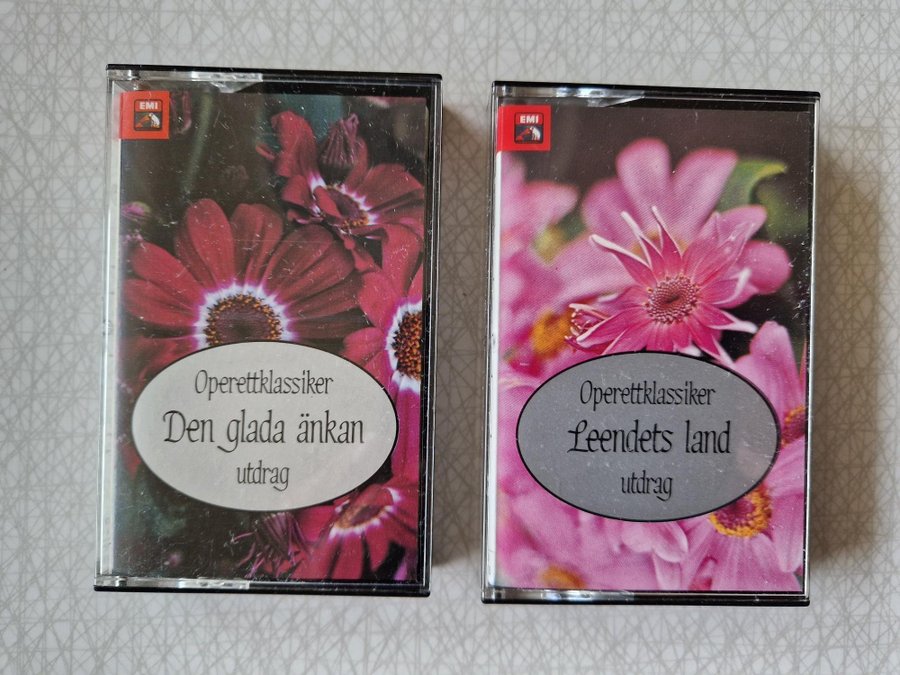 EMI
Operettklassiker
Den glada änkan
utdrag
EMI
Operettklassiker
Leendets land
utdrag